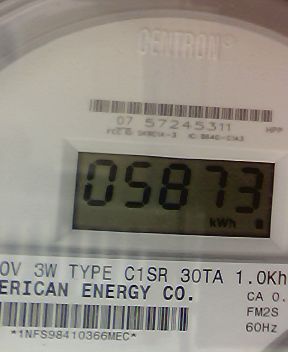 CENTRON®
07 57245311 HPP
05873
kWh
0V 3W TYPE C1SR 30TA 1.0Kh
ERICAN ENERGY CO.
CA 0.
FM2S
60Hz
*1NFS98410366MEC*